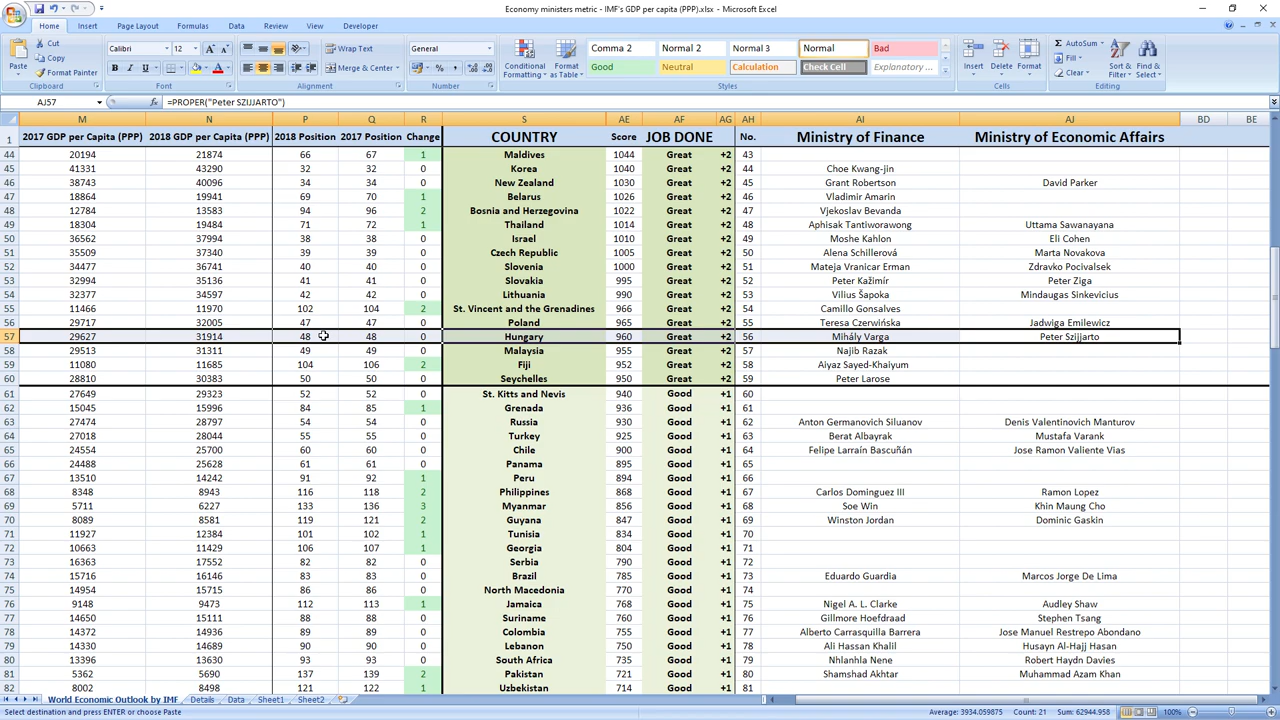 Economy ministers metric - IMF's GDP per capita (PPP).xlsx - Microsoft Excel
Home Insert Page Layout Formulas Data Review View Developer
Cut Calibri 12 Wrap Text General Comma 2 Normal 2 Normal 3 Normal Bad AutoSum
Copy Fill
Paste Format Painter B I U Merge & Center % Conditional Formatting Format as Table Good Neutral Calculation Check Cell Explanatory ... Insert Delete Format Clear Sort & Filter Find & Select
Clipboard Font Alignment Number Styles Cells Editing
AJ57 =PROPER("Peter SZIJJARTO")
M N P Q R S AE AF AG AH AI AJ BD BE
1 2017 GDP per Capita (PPP) 2018 GDP per Capita (PPP) 2018 Position 2017 Position Change COUNTRY Score JOB DONE No. Ministry of Finance Ministry of Economic Affairs
44 20194 21874 66 67 1 Maldives 1044 Great +2 43
45 41331 43290 32 32 0 Korea 1040 Great +2 44 Choe Kwang-jin
46 38743 40096 34 34 0 New Zealand 1030 Great +2 45 Grant Robertson David Parker
47 18864 19941 69 70 1 Belarus 1026 Great +2 46 Vladimir Amarin
48 12784 13583 94 96 2 Bosnia and Herzegovina 1022 Great +2 47 Vjekoslav Bevanda
49 18304 19484 71 72 1 Thailand 1014 Great +2 48 Aphisak Tantiworawong Uttama Sawanayana
50 36562 37994 38 38 0 Israel 1010 Great +2 49 Moshe Kahlon Eli Cohen
51 35509 37340 39 39 0 Czech Republic 1005 Great +2 50 Alena Schillerová Marta Novakova
52 34477 36741 40 40 0 Slovenia 1000 Great +2 51 Mateja Vranicar Erman Zdravko Pocivalsek
53 32994 35136 41 41 0 Slovakia 995 Great +2 52 Peter Kažimír Peter Ziga
54 32377 34597 42 42 0 Lithuania 990 Great +2 53 Vilius Šapoka Mindaugas Sinkevicius
55 11466 11970 102 104 2 St. Vincent and the Grenadines 968 Great +2 54 Camillo Gonsalves
56 29717 32005 47 47 0 Poland 965 Great +2 55 Teresa Czerwińska Jadwiga Emilewicz
57 29627 31914 48 48 0 Hungary 960 Great +2 56 Mihály Varga Peter Szijjarto
58 29513 31311 49 49 0 Malaysia 955 Great +2 57 Najib Razak
59 11080 11685 104 106 2 Fiji 952 Great +2 58 Aiyaz Sayed-Khaiyum
60 28810 30383 50 50 0 Seychelles 950 Great +2 59 Peter Larose
61 27649 29323 52 52 0 St. Kitts and Nevis 940 Good +1 60
62 15045 15996 84 85 1 Grenada 936 Good +1 61
63 27474 28797 54 54 0 Russia 930 Good +1 62 Anton Germanovich Siluanov Denis Valentinovich Manturov
64 27018 28044 55 55 0 Turkey 925 Good +1 63 Berat Albayrak Mustafa Varank
65 24554 25700 60 60 0 Chile 900 Good +1 64 Felipe Larraín Bascuñán Jose Ramon Valiente Vias
66 24488 25628 61 61 0 Panama 895 Good +1 65
67 13510 14242 91 92 1 Peru 894 Good +1 66
68 8348 8943 116 118 2 Philippines 868 Good +1 67 Carlos Dominguez III Ramon Lopez
69 5711 6227 133 136 3 Myanmar 856 Good +1 68 Soe Win Khin Maung Cho
70 8089 8581 119 121 2 Guyana 847 Good +1 69 Winston Jordan Dominic Gaskin
71 11927 12384 101 102 1 Tunisia 834 Good +1 70
72 10663 11429 106 107 1 Georgia 804 Good +1 71
73 16363 17552 82 82 0 Serbia 790 Good +1 72
74 15716 16146 83 83 0 Brazil 785 Good +1 73 Eduardo Guardia Marcos Jorge De Lima
75 14954 15715 86 86 0 North Macedonia 770 Good +1 74
76 9148 9473 112 113 1 Jamaica 768 Good +1 75 Nigel A. L. Clarke Audley Shaw
77 14650 15111 88 88 0 Suriname 760 Good +1 76 Gillmore Hoefdraad Stephen Tsang
78 14372 14936 89 89 0 Colombia 755 Good +1 77 Alberto Carrasquilla Barrera Jose Manuel Restrepo Abondano
79 14330 14689 90 90 0 Lebanon 750 Good +1 78 Ali Hassan Khalil Husayn Al-Hajj Hasan
80 13396 13630 93 93 0 South Africa 735 Good +1 79 Nhlanhla Nene Robert Haydn Davies
81 5362 5690 137 139 2 Pakistan 721 Good +1 80 Shamshad Akhtar Muhammad Azam Khan
82 8002 8498 121 122 1 Uzbekistan 714 Good +1 81
World Economic Outlook by IMF Details Data Sheet1 Sheet2
Select destination and press ENTER or choose Paste Average: 3934.059875 Count: 21 Sum: 62944.958 100%